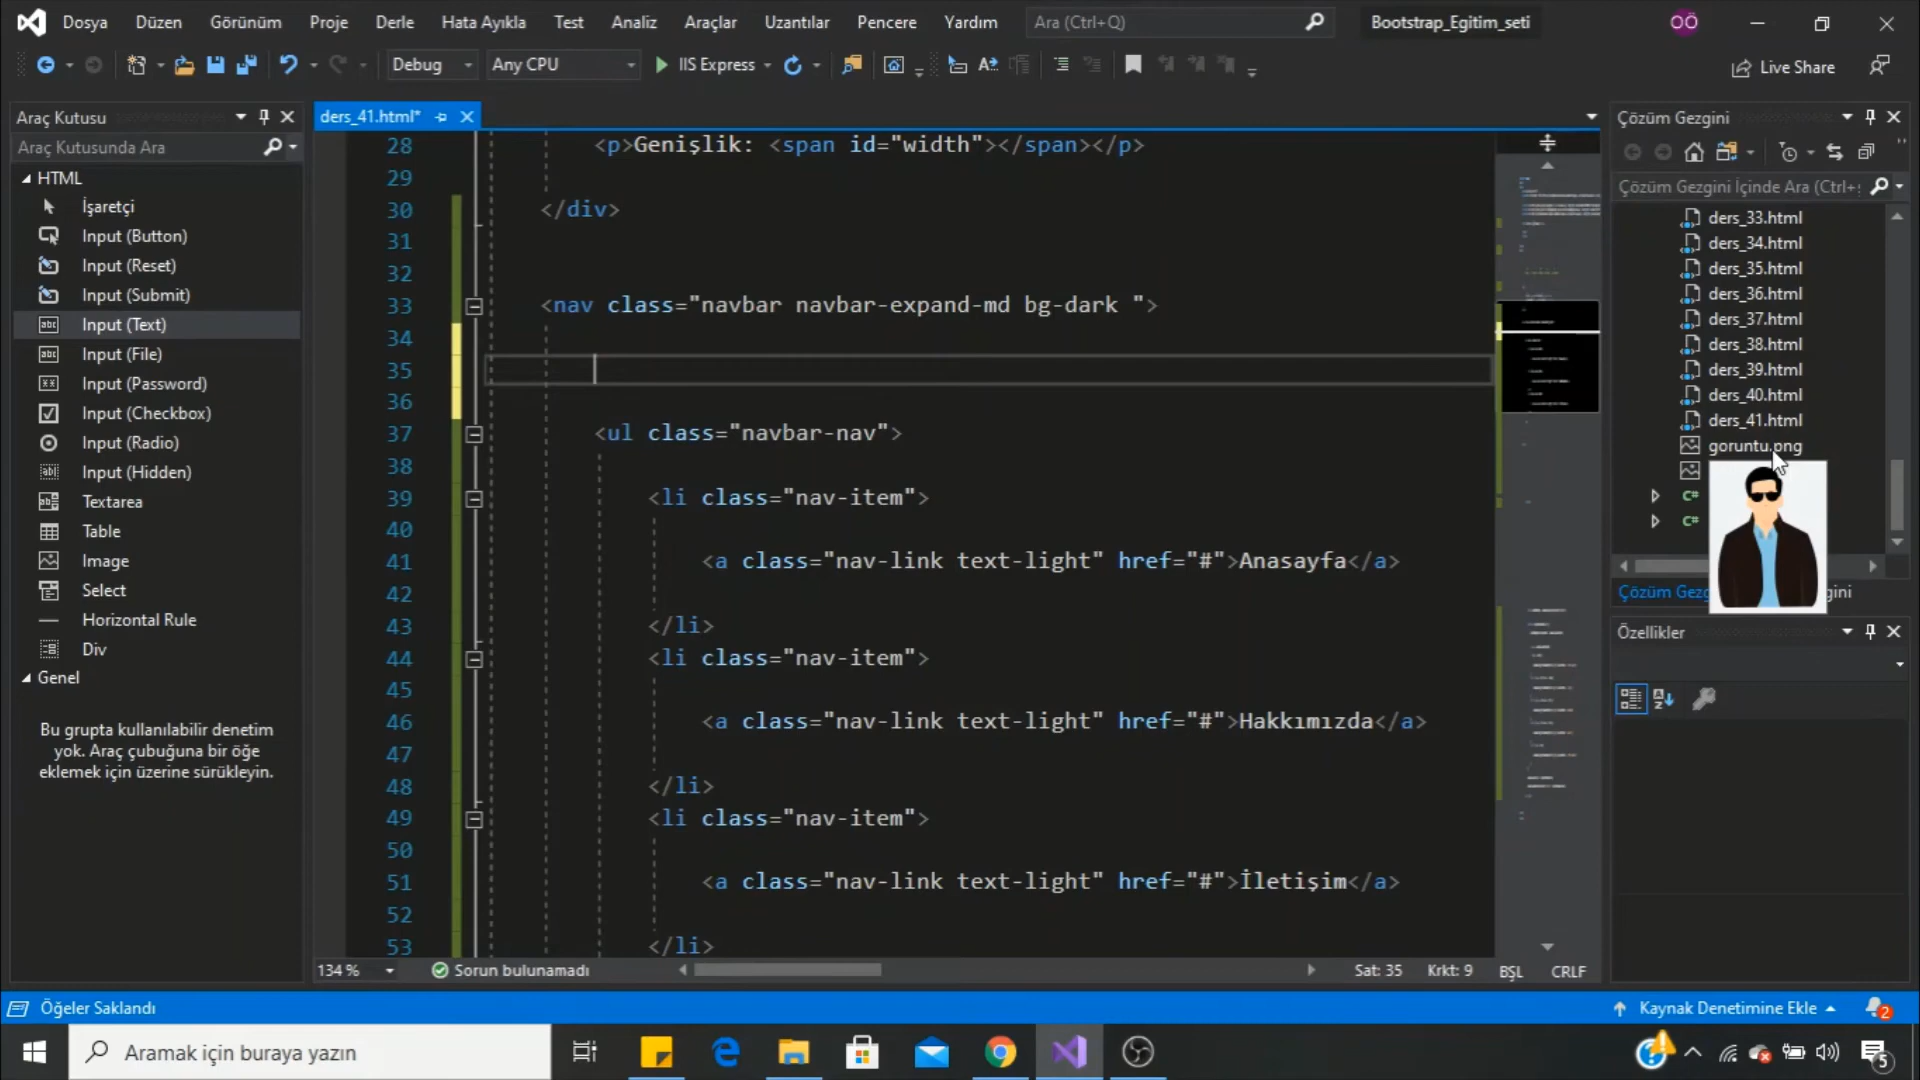 Dosya Düzen Görünüm Proje Derle Hata Ayıkla Test Analiz Araçlar Uzantılar Pencere Yardım Ara (Ctrl+Q) Bootstrap_Egitim_seti OÖ
Debug Any CPU IIS Express Live Share
Araç Kutusu
Araç Kutusunda Ara
HTML
İşaretçi
Input (Button)
Input (Reset)
Input (Submit)
Input (Text)
Input (File)
Input (Password)
Input (Checkbox)
Input (Radio)
Input (Hidden)
Textarea
Table
Image
Select
Horizontal Rule
Div
Genel
Bu grupta kullanılabilir denetim
yok. Araç çubuğuna bir öğe
eklemek için üzerine sürükleyin.
ders_41.html*
28 <p>Genişlik: <span id="width"></span></p>
29
30 </div>
31
32
33 <nav class="navbar navbar-expand-md bg-dark ">
34
35
36
37 <ul class="navbar-nav">
38
39 <li class="nav-item">
40
41 <a class="nav-link text-light" href="#">Anasayfa</a>
42
43 </li>
44 <li class="nav-item">
45
46 <a class="nav-link text-light" href="#">Hakkımızda</a>
47
48 </li>
49 <li class="nav-item">
50
51 <a class="nav-link text-light" href="#">İletişim</a>
52
53 </li>
134 % Sorun bulunamadı Sat: 35 Krkt: 9 BŞL CRLF
Çözüm Gezgini
Çözüm Gezgini İçinde Ara (Ctrl+ş
ders_33.html
ders_34.html
ders_35.html
ders_36.html
ders_37.html
ders_38.html
ders_39.html
ders_40.html
ders_41.html
goruntu.png
C#
C#
Çözüm Gezg gini
Özellikler
Öğeler Saklandı Kaynak Denetimine Ekle 2
Aramak için buraya yazın 5